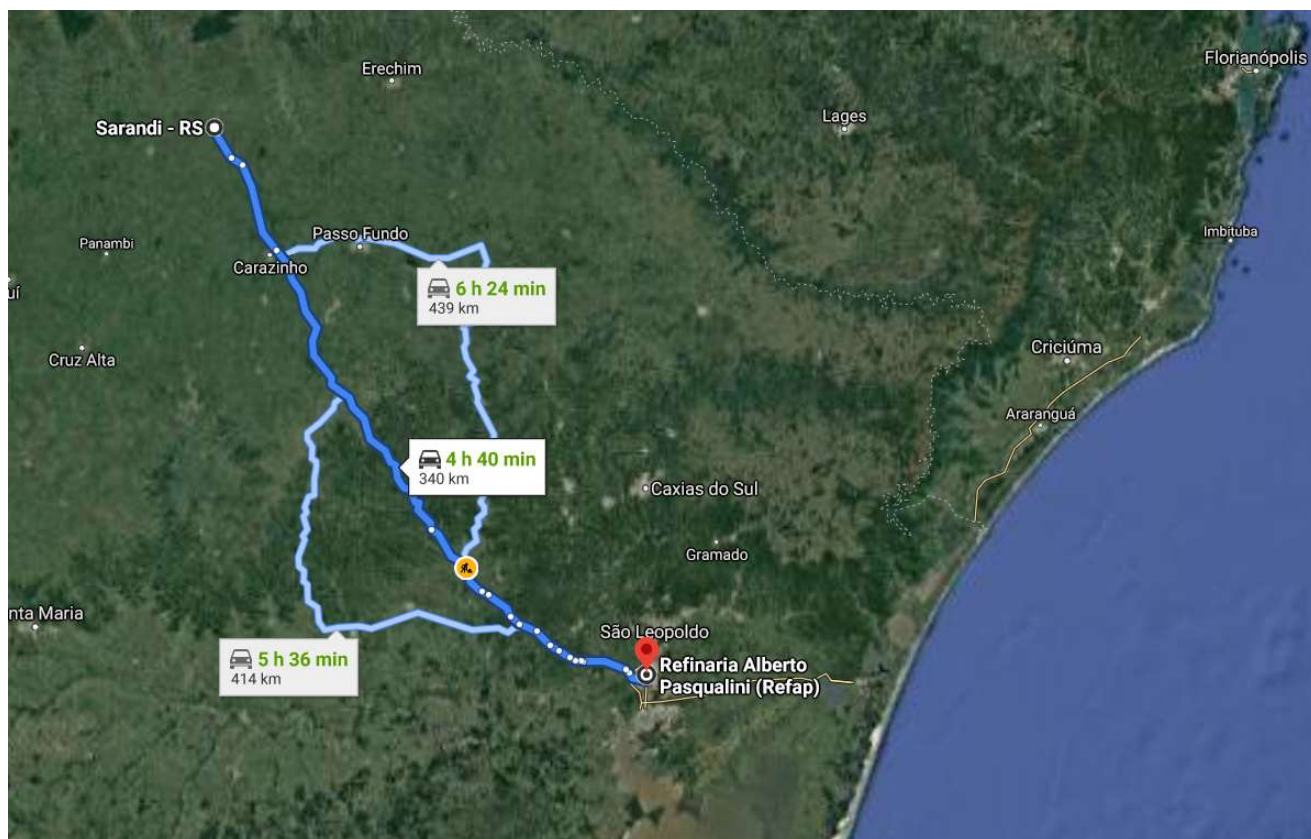 Florianópolis
Erechim
Lages
Sarandi - RS
Imbituba
Passo Fundo
Panambi
Carazinho
6 h 24 min
439 km
uí
Criciúma
Cruz Alta
Araranguá
4 h 40 min
340 km
Caxias do Sul
Gramado
nta Maria
São Leopoldo
5 h 36 min
414 km
Refinaria Alberto
Pasqualini (Refap)